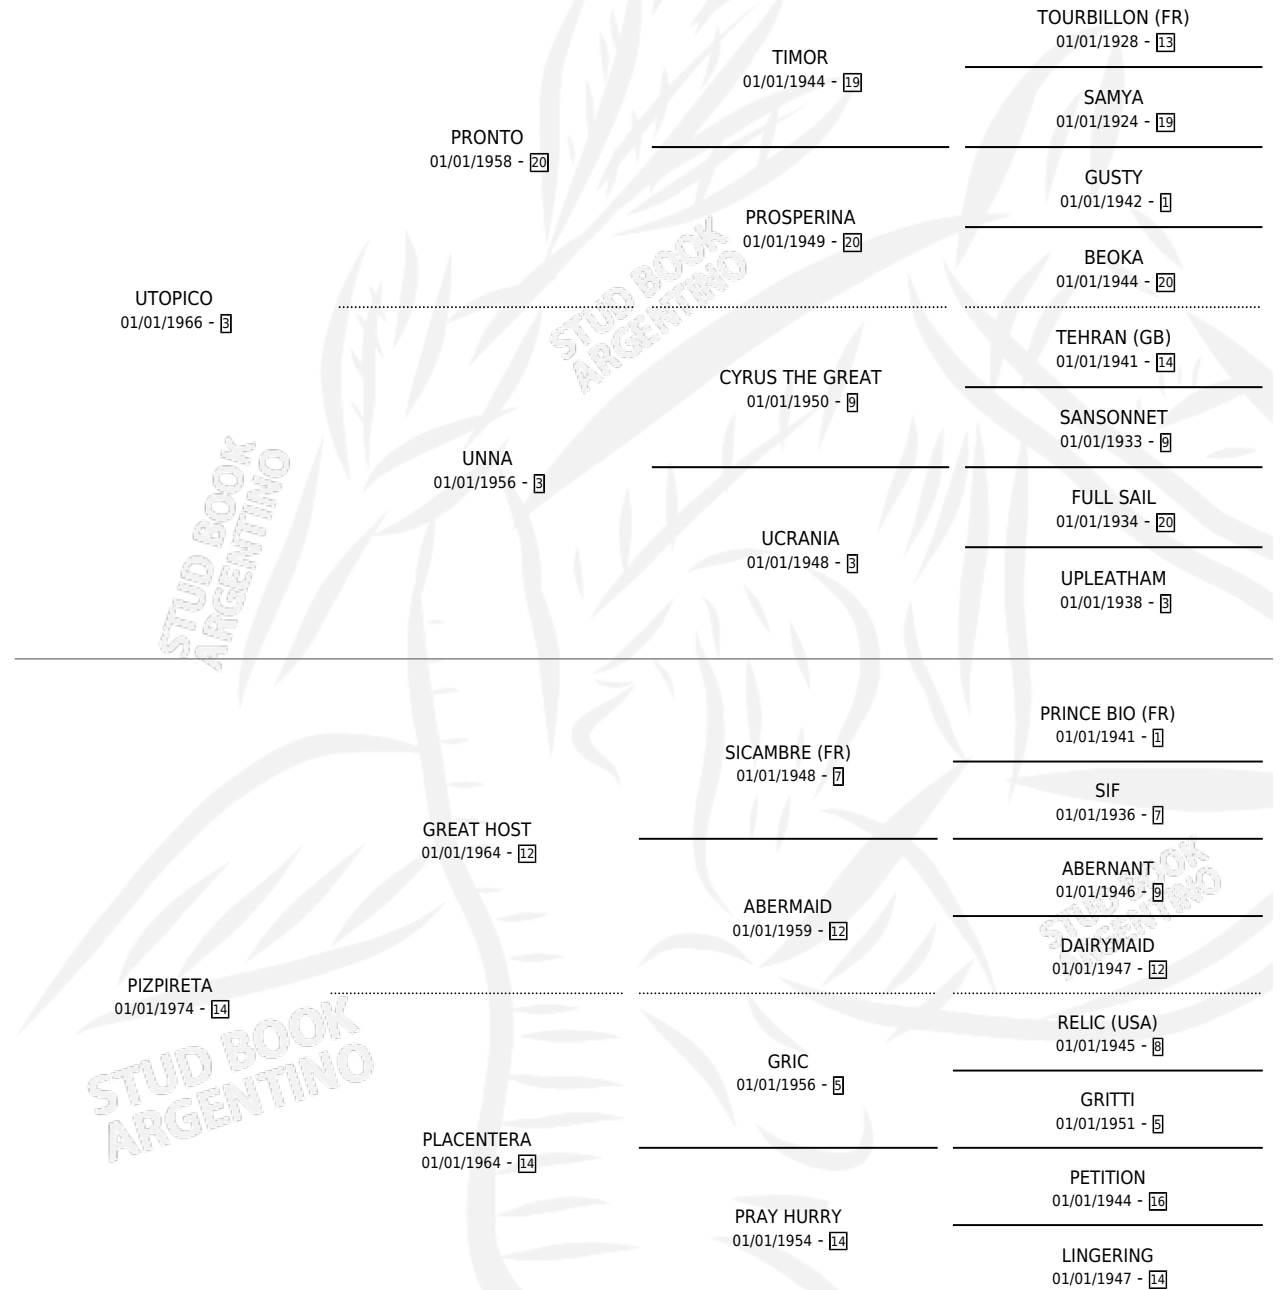 TOURBILLON (FR)
01/01/1928 - 13
TIMOR
01/01/1944 - 19
SAMYA
01/01/1924 - 19
PRONTO
01/01/1958 - 20
GUSTY
01/01/1942 - 1
PROSPERINA
01/01/1949 - 20
BEOKA
01/01/1944 - 20
UTOPICO
01/01/1966 - 3
STUD BOOK
ARGENTINO
TEHRAN (GB)
01/01/1941 - 14
CYRUS THE GREAT
01/01/1950 - 9
SANSONNET
01/01/1933 - 9
UNNA
01/01/1956 - 3
FULL SAIL
01/01/1934 - 20
UCRANIA
01/01/1948 - 3
UPLEATHAM
01/01/1938 - 3
STUD BOOK
ARGENTINO
PRINCE BIO (FR)
01/01/1941 - 1
SICAMBRE (FR)
01/01/1948 - 7
SIF
01/01/1936 - 7
GREAT HOST
01/01/1964 - 12
ABERNANT
01/01/1946 - 9
ABERMAID
01/01/1959 - 12
STUD BOOK
ARGENTINO
DAIRYMAID
01/01/1947 - 12
PIZPIRETA
01/01/1974 - 14
RELIC (USA)
01/01/1945 - 8
GRIC
01/01/1956 - 5
STUD BOOK
ARGENTINO
GRITTI
01/01/1951 - 5
PLACENTERA
01/01/1964 - 14
PETITION
01/01/1944 - 16
PRAY HURRY
01/01/1954 - 14
LINGERING
01/01/1947 - 14